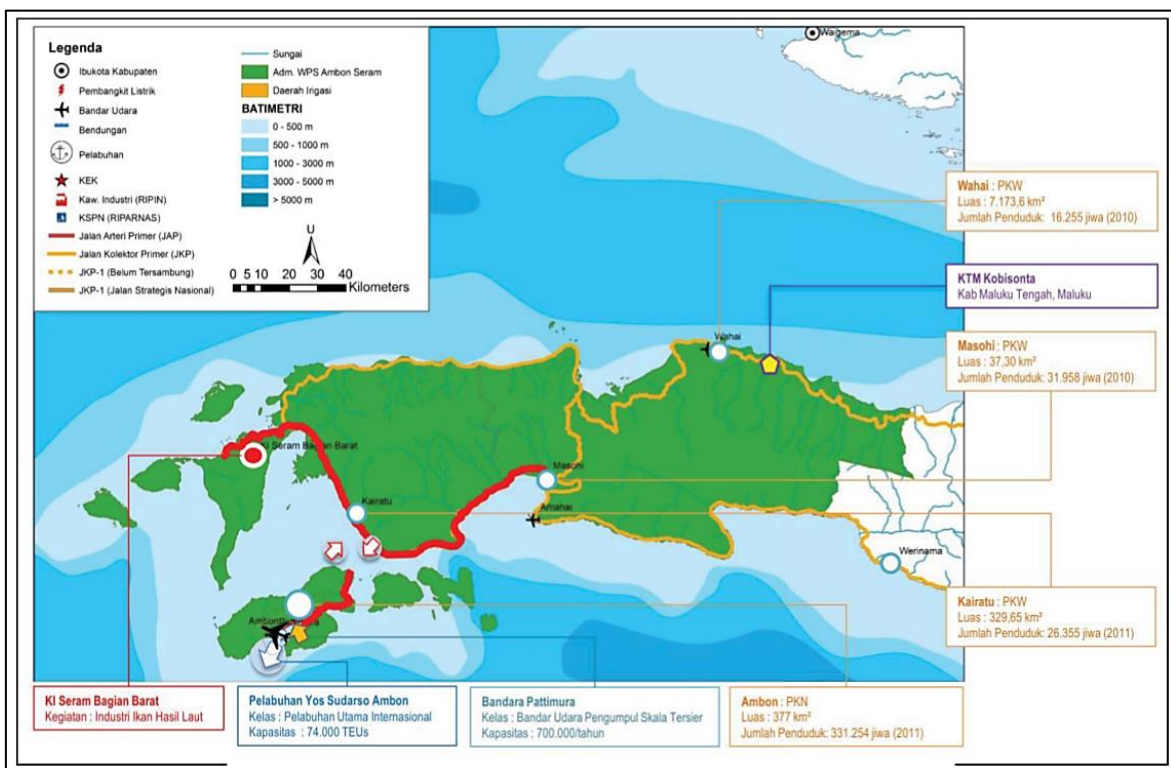 Legenda
Ibukota Kabupaten
Pembangkit Listrik
Bandar Udara
Bendungan
Pelabuhan
KEK
Kaw. Industri (RIPIN)
KSPN (RIPARNAS)
Jalan Arteri Primer (JAP)
Jalan Kolektor Primer (JKP)
JKP-1 (Belum Tersambung)
JKP-1 (Jalan Strategis Nasional)
Sungai
Adm. WPS Ambon Seram
Daerah Irigasi
BATIMETRI
0 - 500 m
500 - 1000 m
1000 - 3000 m
3000 - 5000 m
> 5000 m
U
0 5 10 20 30 40
Kilometers
Waigema
Wahai : PKW
Luas : 7.173,6 km²
Jumlah Penduduk: 16.255 jiwa (2010)
KTM Kobisonta
Kab Maluku Tengah, Maluku
Masohi : PKW
Luas : 37,30 km²
Jumlah Penduduk: 31.958 jiwa (2010)
Wahai
KI Seram Bagian Barat
Masohi
Kairatu
Amahai
Werinama
Ambon
Kairatu : PKW
Luas : 329,65 km²
Jumlah Penduduk: 26.355 jiwa (2011)
KI Seram Bagian Barat
Kegiatan : Industri Ikan Hasil Laut
Pelabuhan Yos Sudarso Ambon
Kelas : Pelabuhan Utama Internasional
Kapasitas : 74.000 TEUs
Bandara Pattimura
Kelas : Bandar Udara Pengumpul Skala Tersier
Kapasitas : 700.000/tahun
Ambon : PKN
Luas : 377 km²
Jumlah Penduduk: 331.254 jiwa (2011)